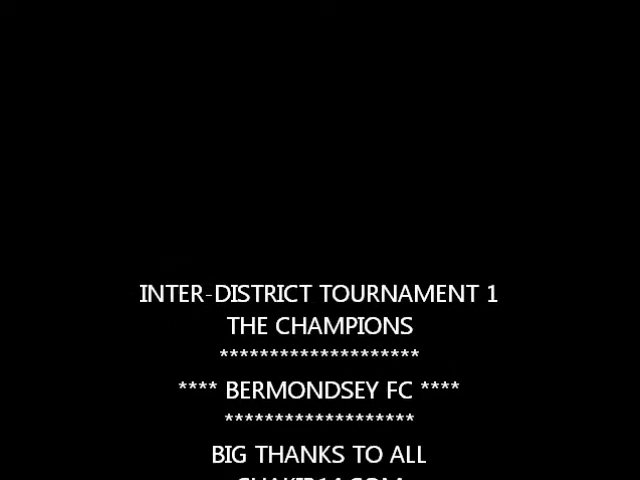 INTER-DISTRICT TOURNAMENT 1
THE CHAMPIONS
********************
**** BERMONDSEY FC ****
*******************
BIG THANKS TO ALL